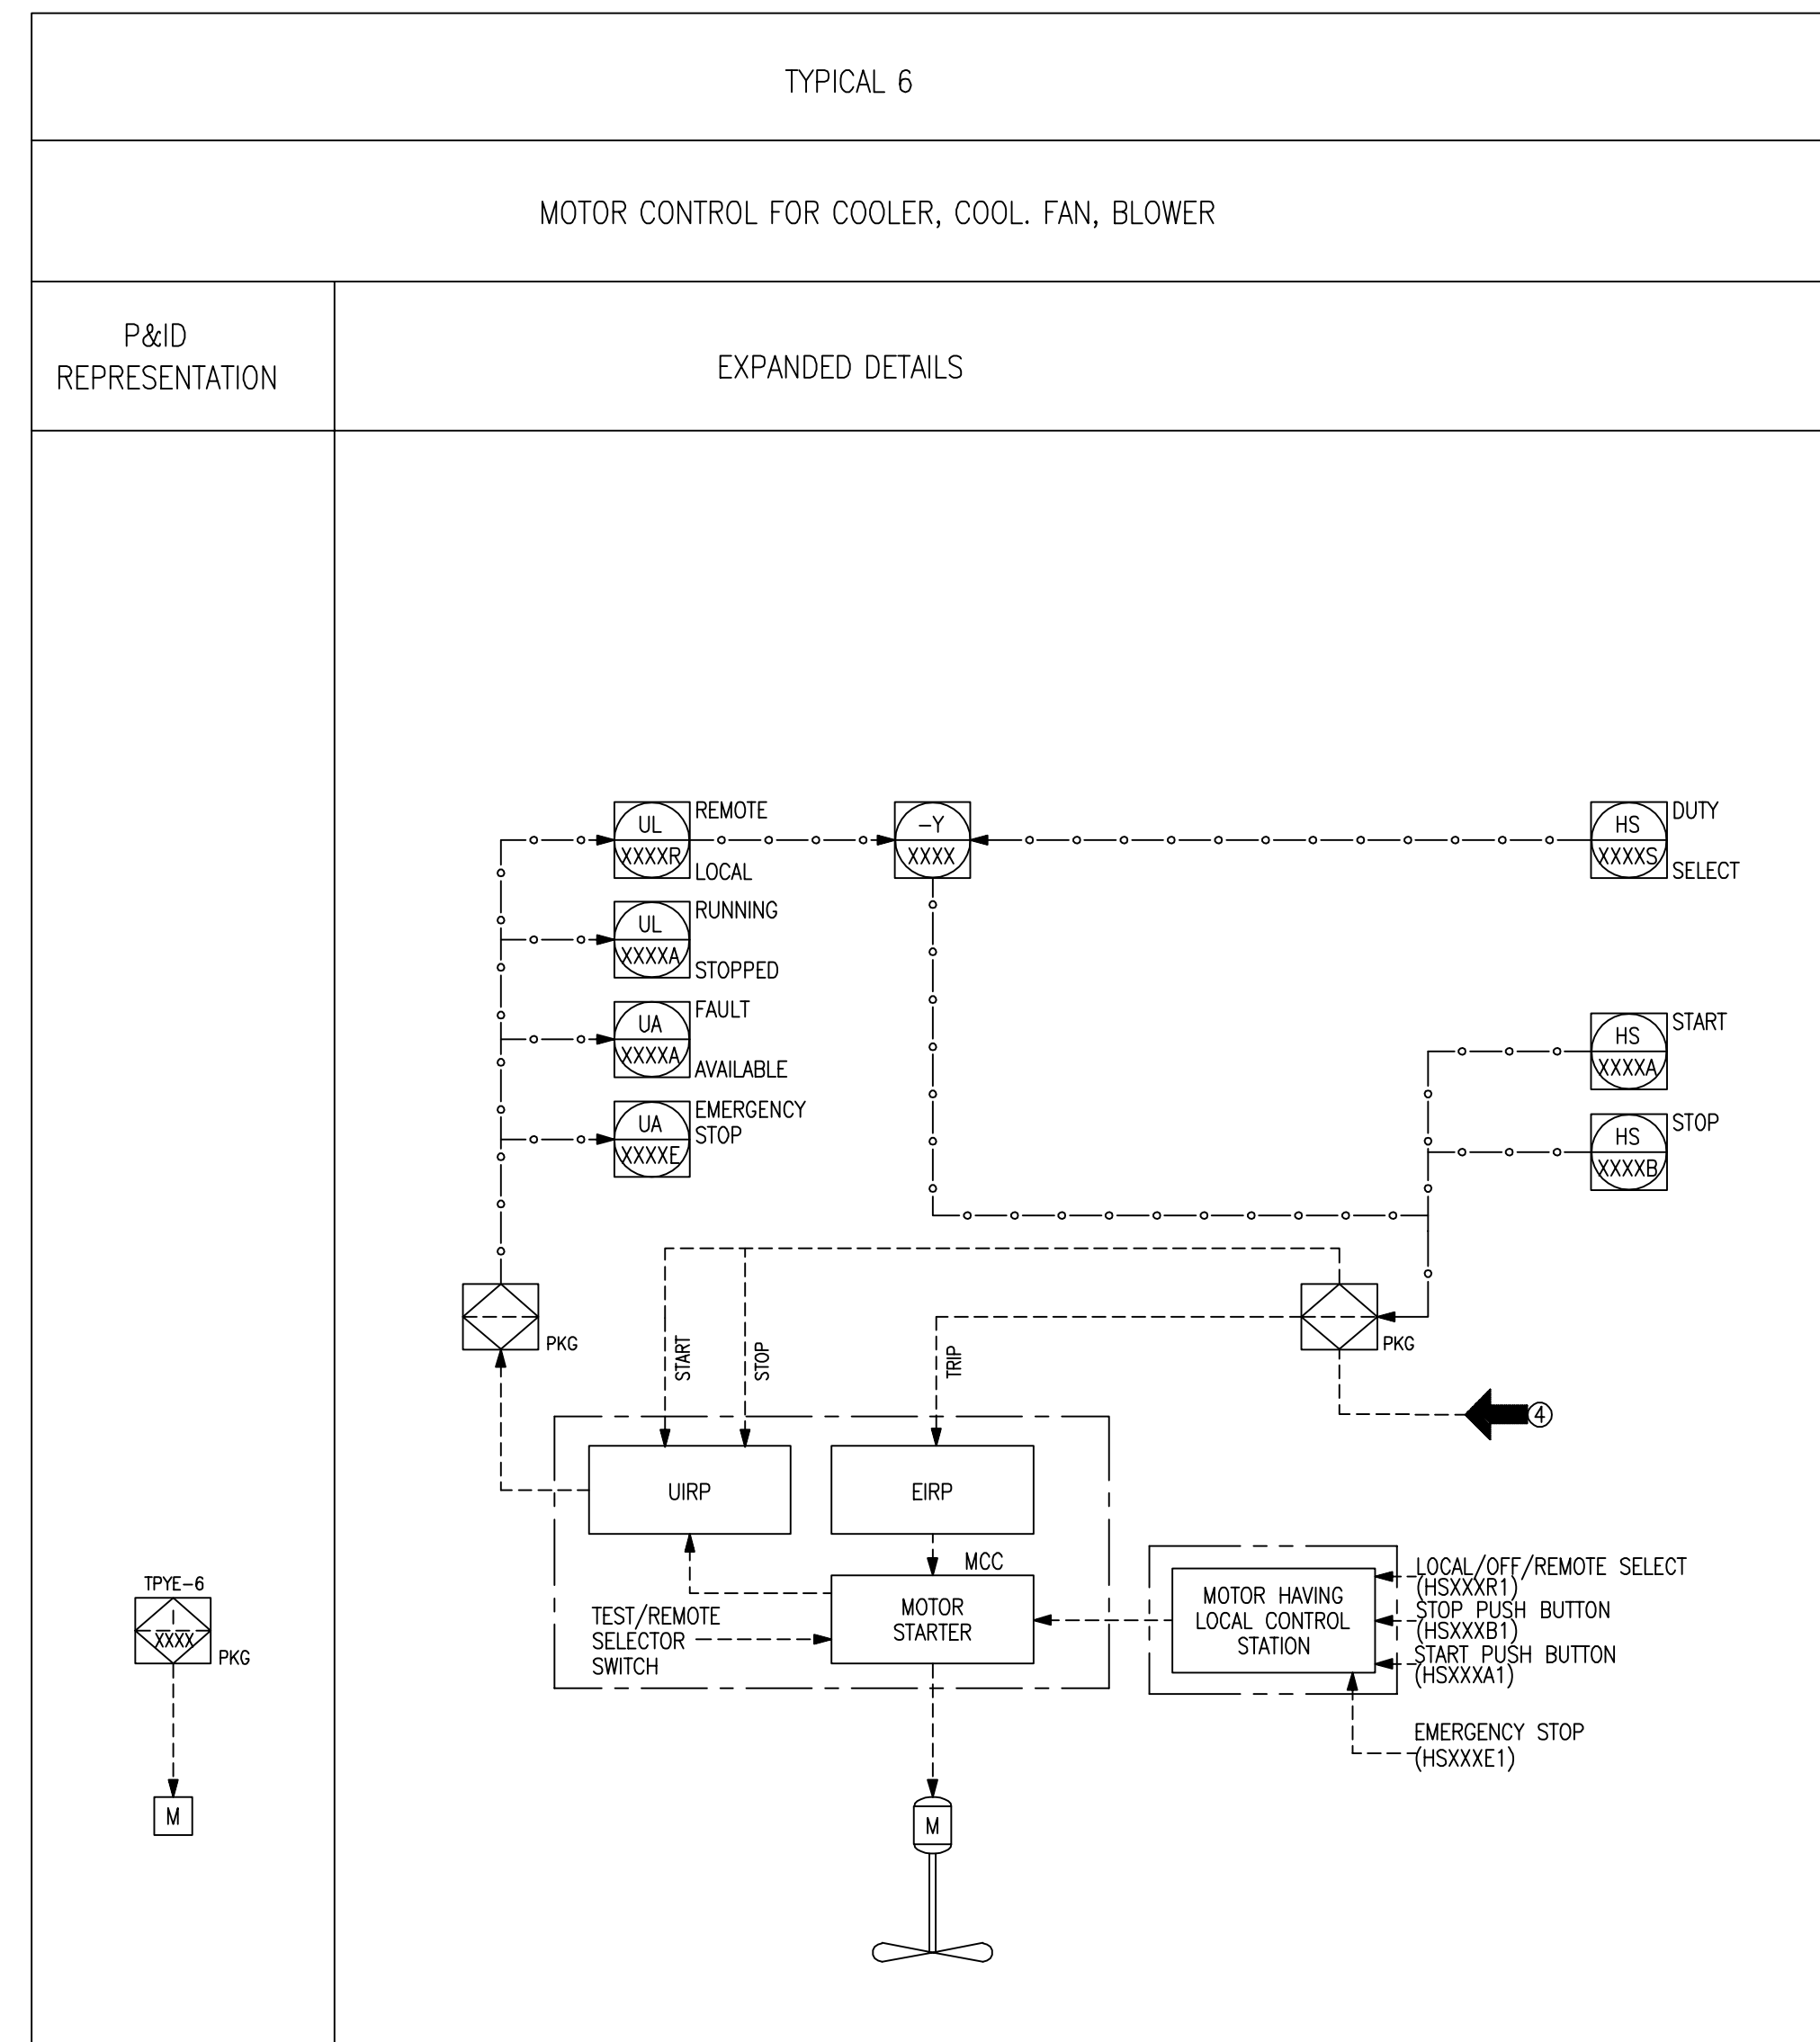 TYPICAL 6
MOTOR CONTROL FOR COOLER, COOL. FAN, BLOWER
P&ID
REPRESENTATION
EXPANDED DETAILS
UL
XXXXR
REMOTE
LOCAL
-Y
XXXX
HS
XXXXS
DUTY
SELECT
UL
XXXXA
RUNNING
STOPPED
UA
XXXXA
FAULT
AVAILABLE
HS
XXXXA
START
UA
XXXXE
EMERGENCY
STOP
HS
XXXXB
STOP
PKG
START
STOP
TRIP
PKG
4
UIRP
EIRP
MCC
TEST/REMOTE
SELECTOR
SWITCH
MOTOR
STARTER
MOTOR HAVING
LOCAL CONTROL
STATION
LOCAL/OFF/REMOTE SELECT
(HSXXXR1)
STOP PUSH BUTTON
(HSXXXB1)
START PUSH BUTTON
(HSXXXA1)
EMERGENCY STOP
(HSXXXE1)
M
TPYE-6
XXXX
PKG
M